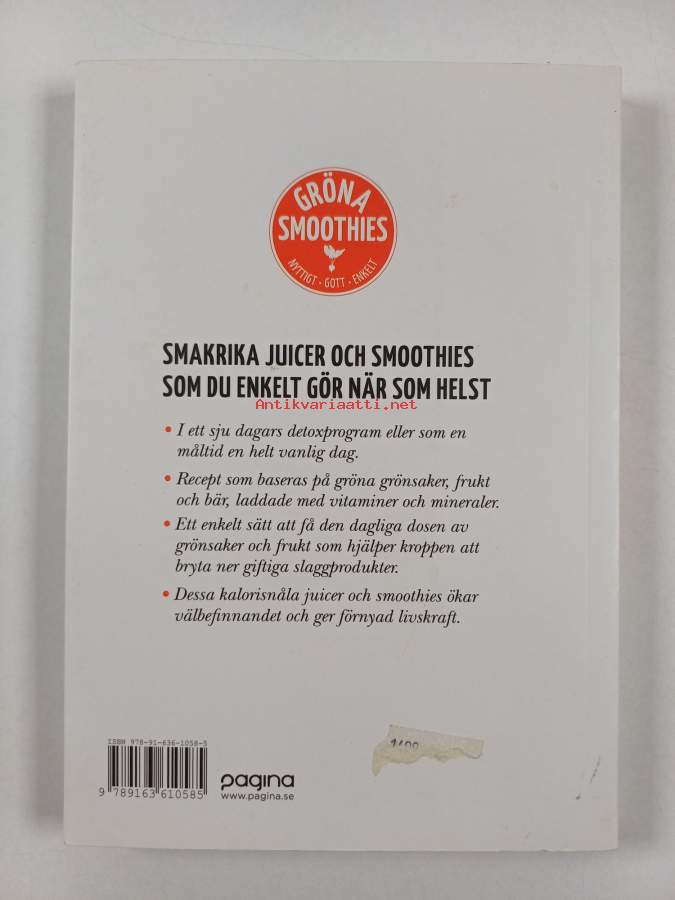 GRÖNA
SMOOTHIES
NYTTIGT · GOTT · ENKELT
SMAKRIKA JUICER OCH SMOOTHIES
SOM DU ENKELT GÖR NÄR SOM HELST
Antikvariaatti.net
• I ett sju dagars detoxprogram eller som en
måltid en helt vanlig dag.
• Recept som baseras på gröna grönsaker, frukt
och bär, laddade med vitaminer och mineraler.
• Ett enkelt sätt att få den dagliga dosen av
grönsaker och frukt som hjälper kroppen att
bryta ner giftiga slaggprodukter.
• Dessa kalorisnåla juicer och smoothies ökar
välbefinnandet och ger förnyad livskraft.
ISBN 978-91-636-1058-5
9 789163 610585
pagina
www.pagina.se